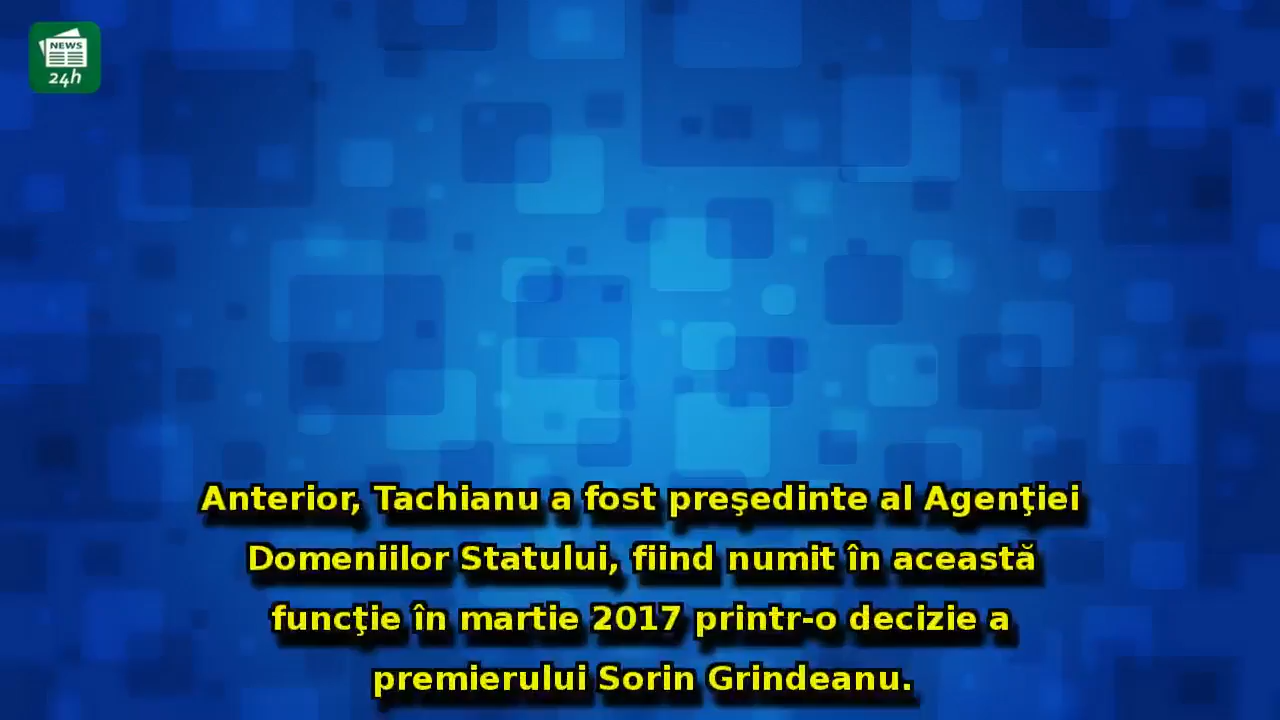 NEWS
24h
Anterior, Tachianu a fost preşedinte al Agenţiei
Domeniilor Statului, fiind numit în această
funcţie în martie 2017 printr-o decizie a
premierului Sorin Grindeanu.